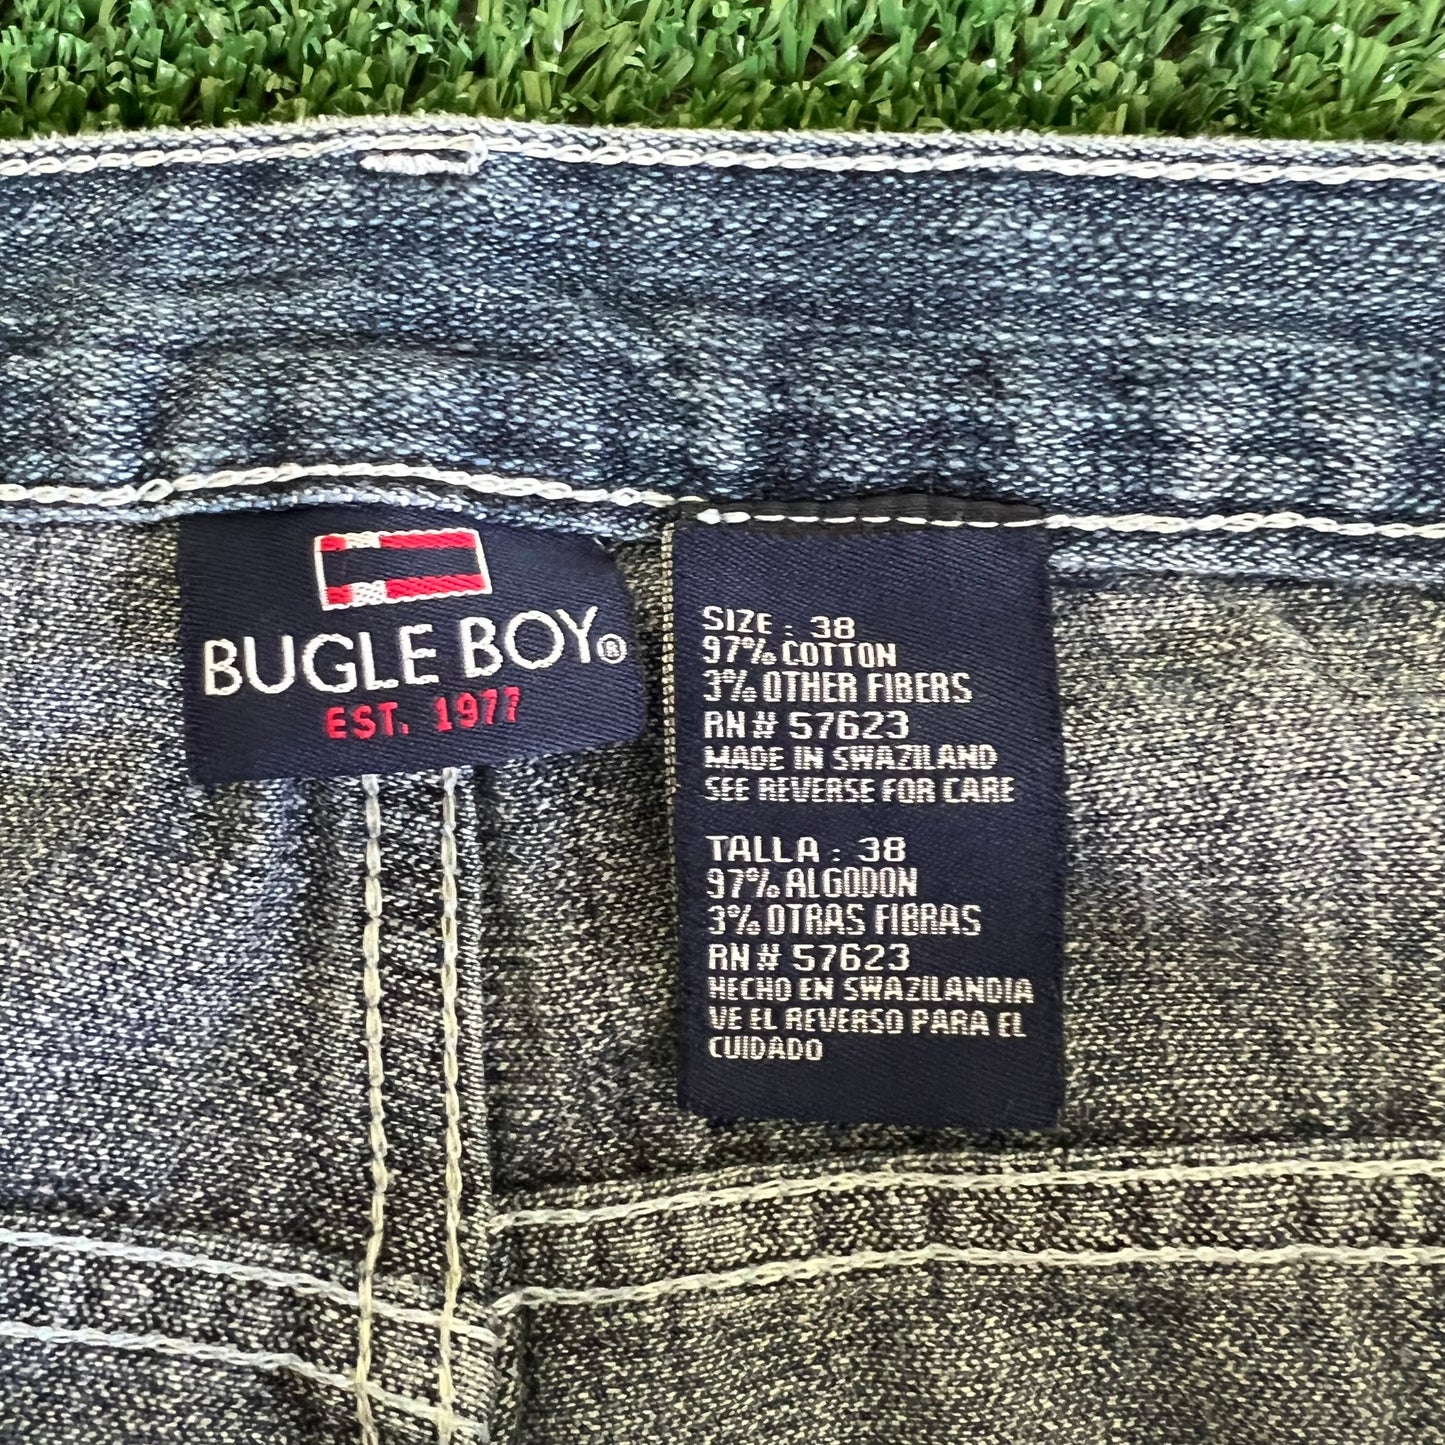 BUGLE BOY®
EST. 1977
SIZE : 38
97% COTTON
3% OTHER FIBERS
RN # 57623
MADE IN SWAZILAND
SEE REVERSE FOR CARE
TALLA : 38
97% ALGODON
3% OTRAS FIBRAS
RN # 57623
HECHO EN SWAZILANDIA
VE EL REVERSO PARA EL
CUIDADO